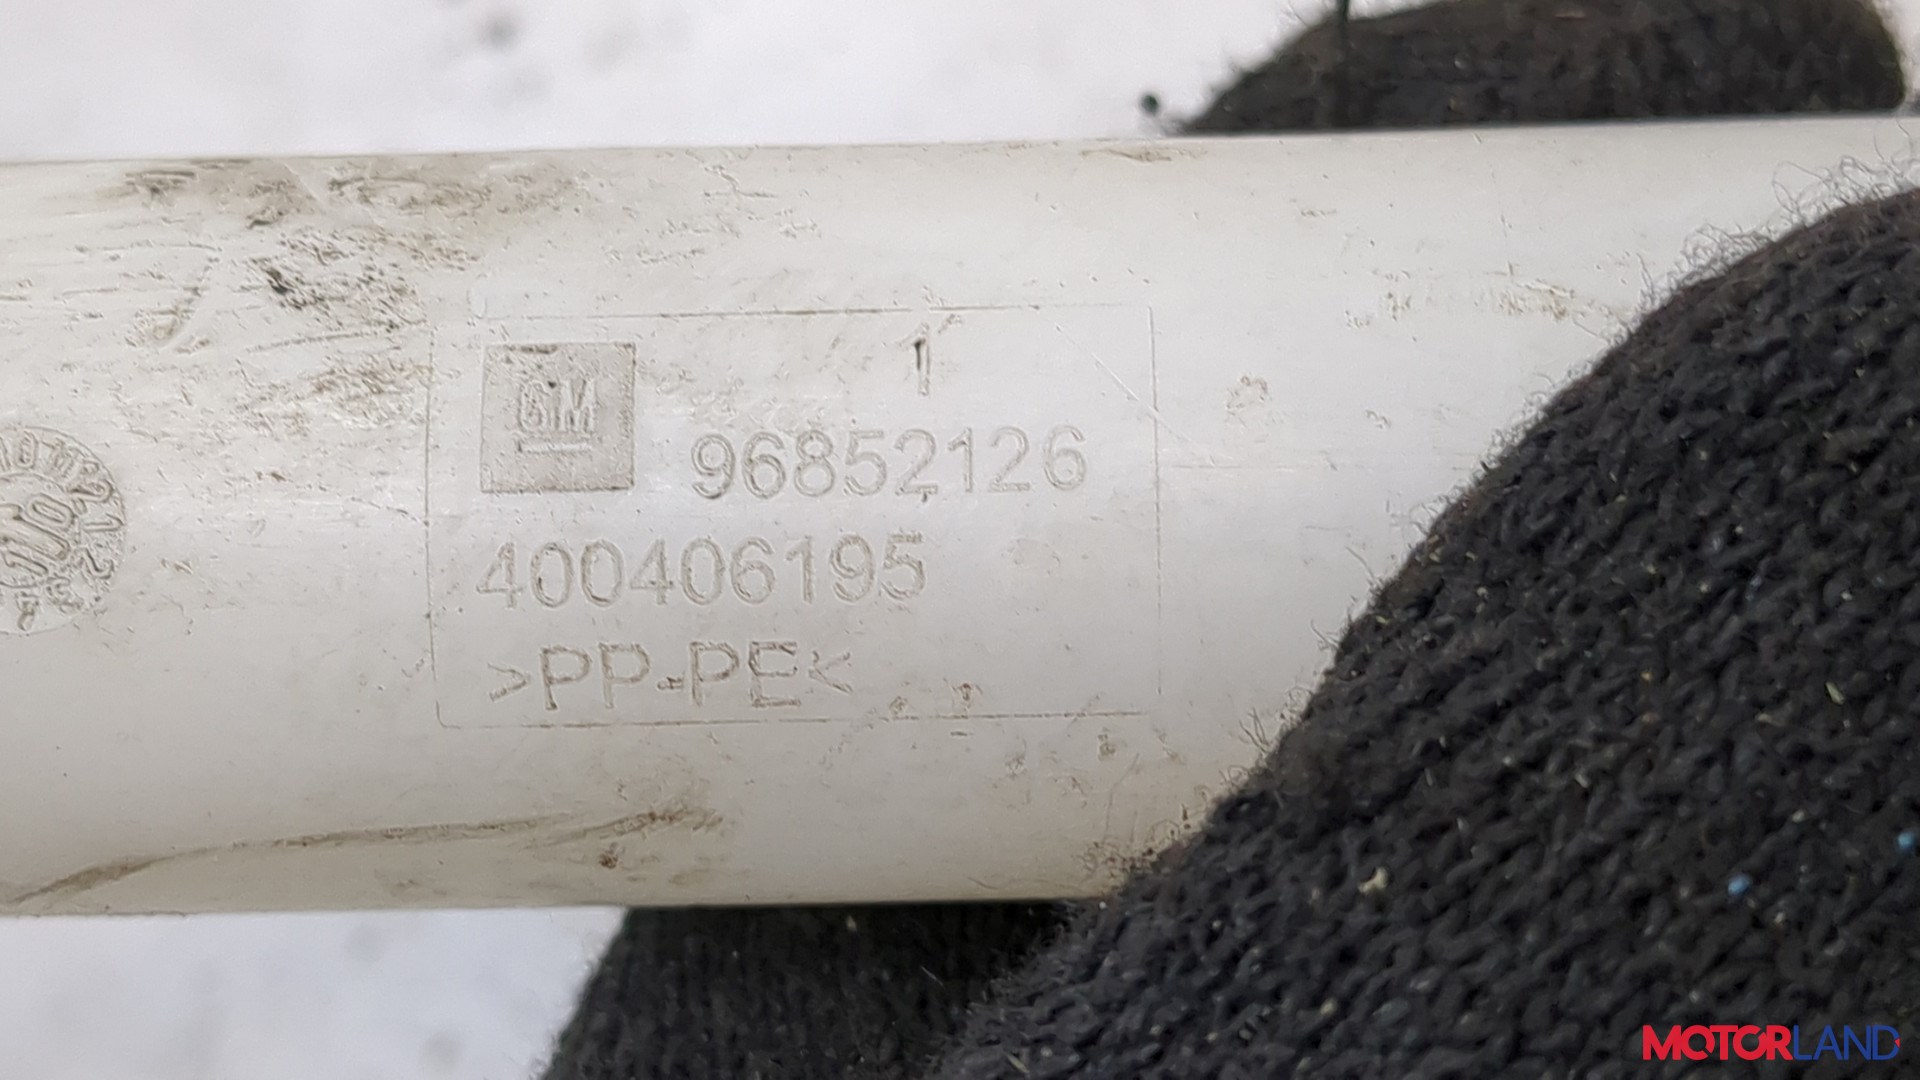 1
GM
96852126
400406195
>PP-PE<
MOTORLAND